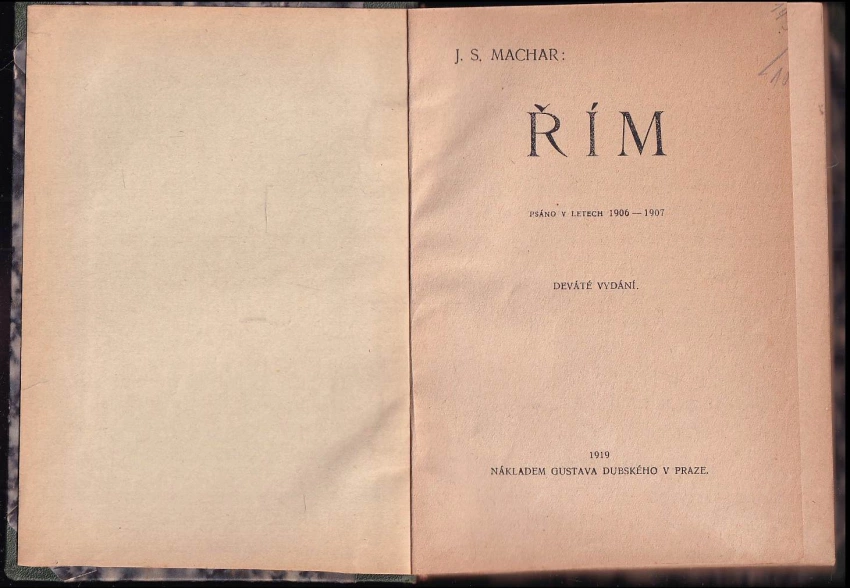 J. S. MACHAR:
ŘÍM
PSÁNO V LETECH 1906 — 1907
DEVÁTÉ VYDÁNÍ.
1919
NÁKLADEM GUSTAVA DUBSKÉHO V PRAZE.